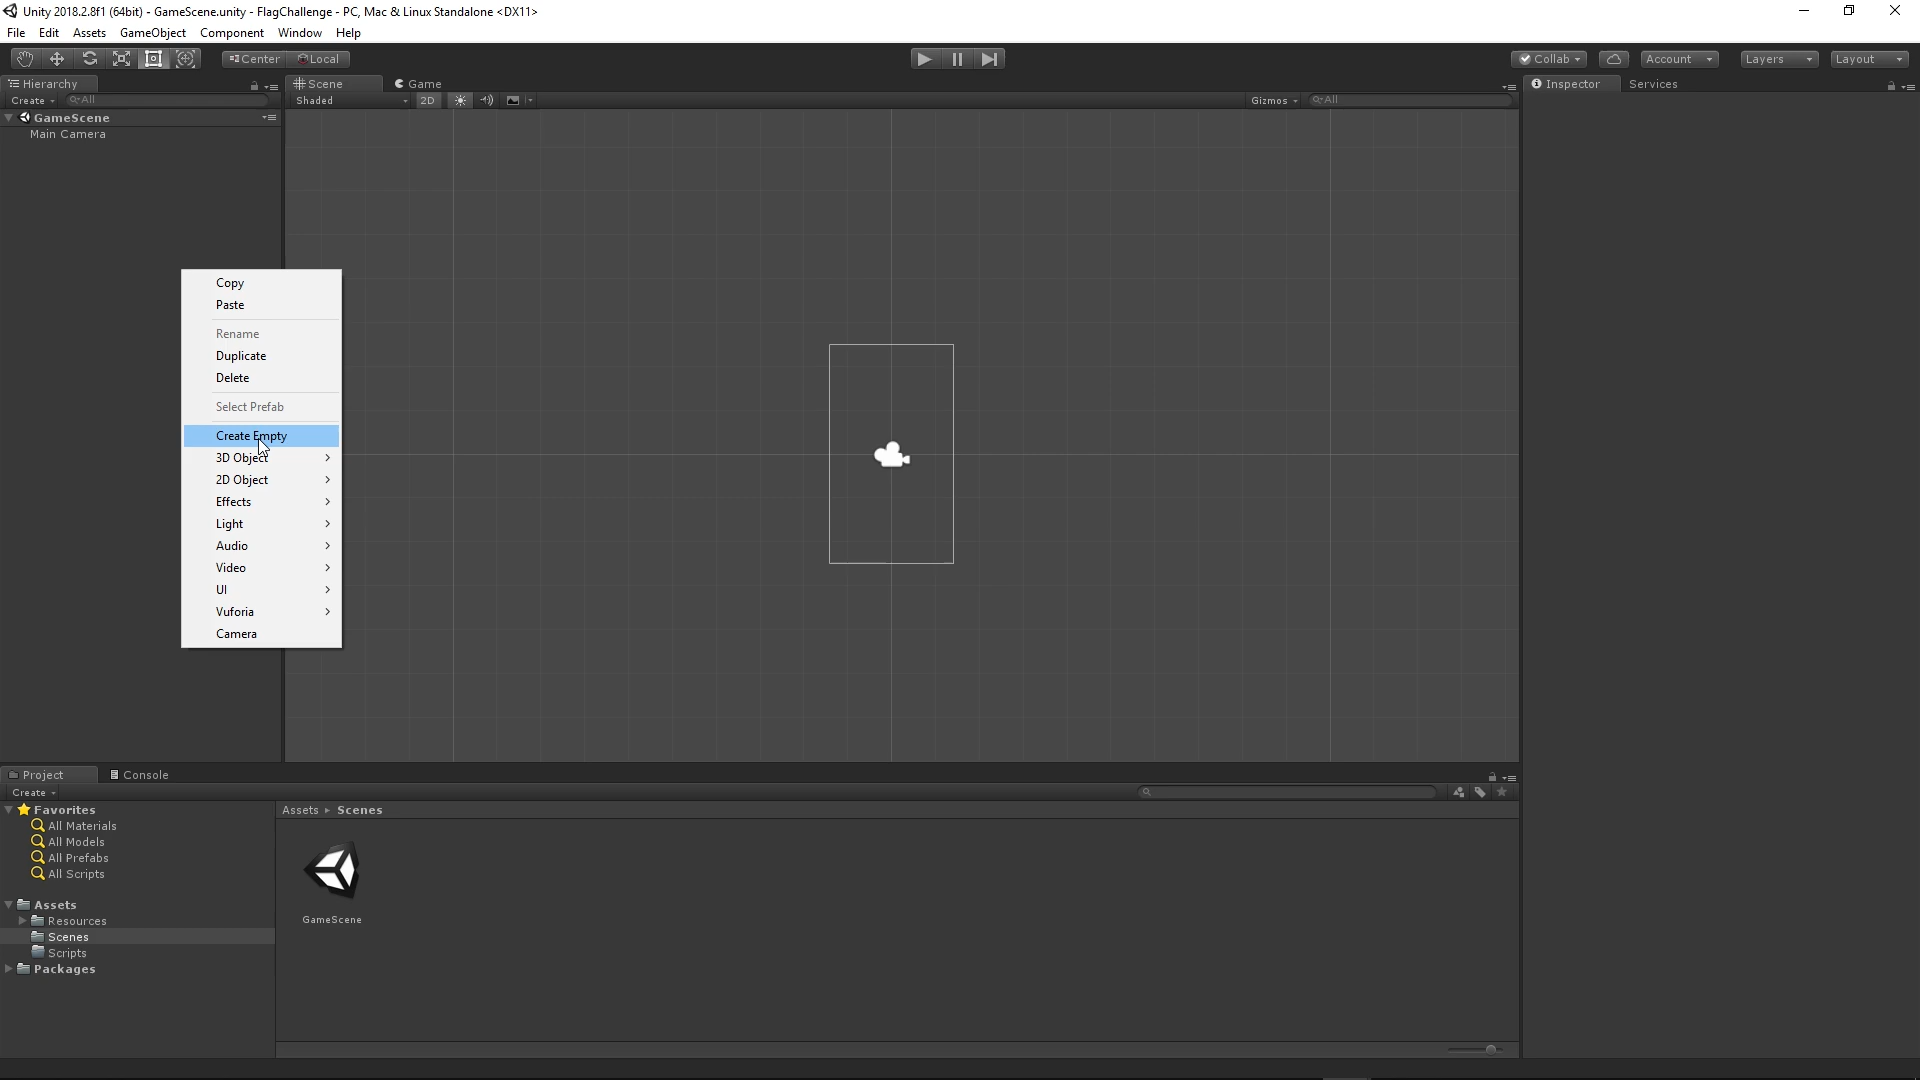 Unity 2018.2.8f1 (64bit) - GameScene.unity - FlagChallenge - PC, Mac & Linux Standalone <DX11>
File Edit Assets GameObject Component Window Help
Center Local Collab Account Layers Layout
Hierarchy Scene Game Inspector Services
Create All Shaded 2D Gizmos All
GameScene
Main Camera
Copy
Paste
Rename
Duplicate
Delete
Select Prefab
Create Empty
3D Object
2D Object
Effects
Light
Audio
Video
UI
Vuforia
Camera
Project Console
Create
Favorites
All Materials
All Models
All Prefabs
All Scripts
Assets
Resources
Scenes
Scripts
Packages
Assets Scenes
GameScene